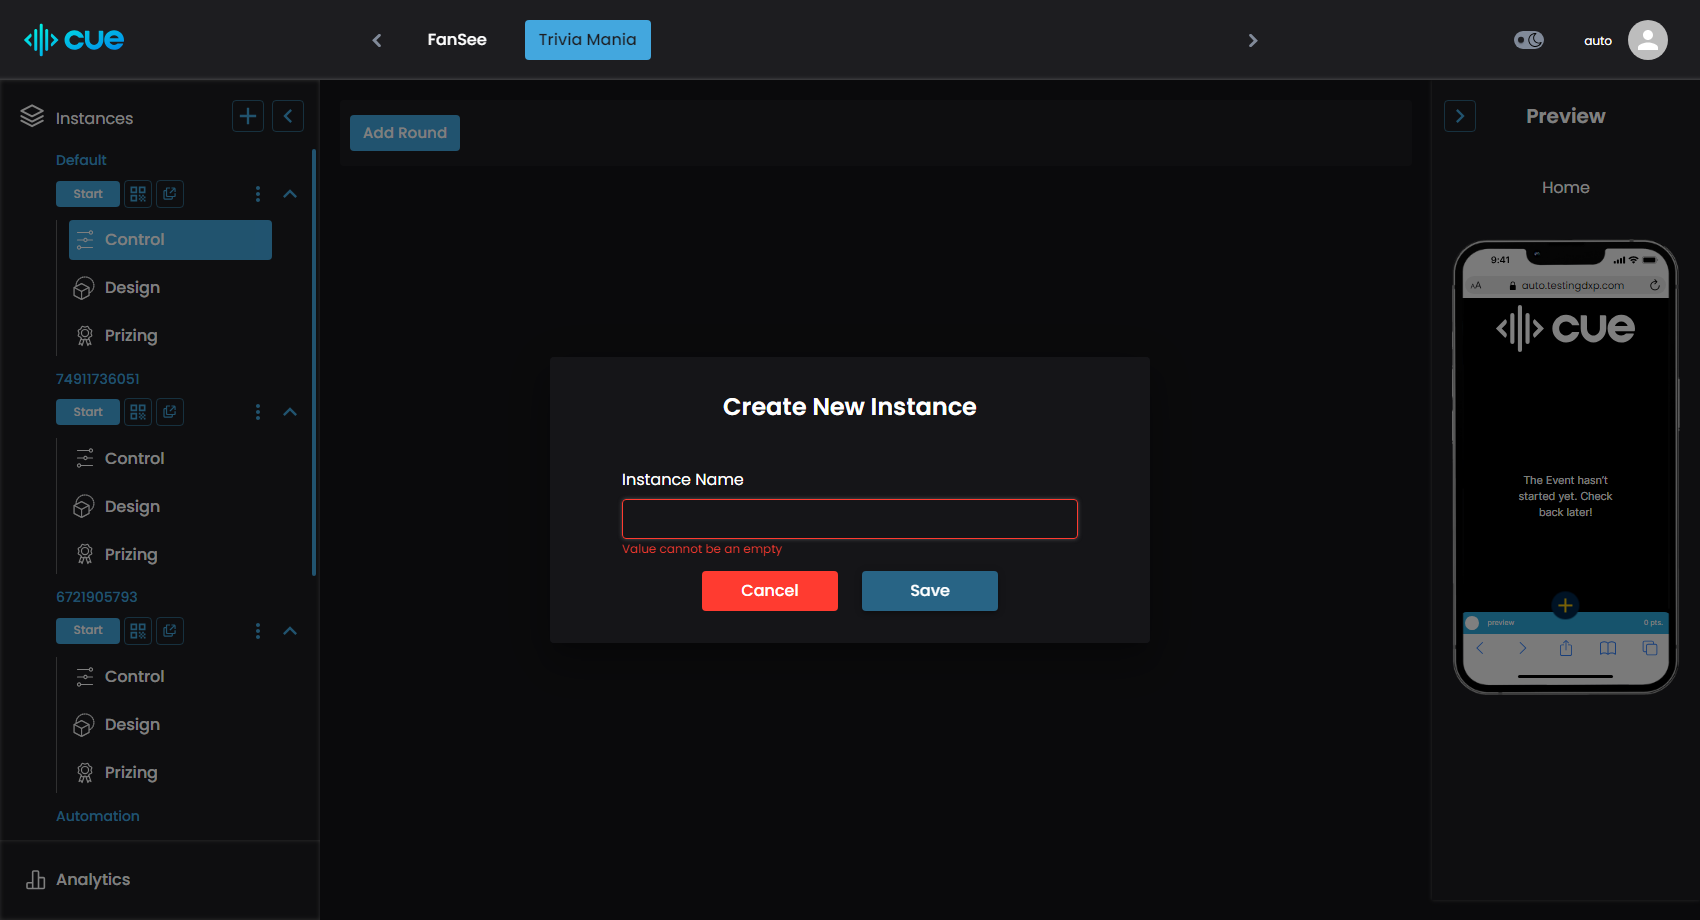 cue
FanSee
Trivia Mania
auto
Instances
Default
Start
Control
Design
Prizing
74911736051
Start
Control
Design
Prizing
6721905793
Start
Control
Design
Prizing
Automation
Analytics
Add Round
Create New Instance
Instance Name
Value cannot be an empty
Cancel
Save
Preview
Home
9:41
AA
auto.testingdxp.com
cue
The Event hasn't
started yet. Check
back later!
preview
0 pts.